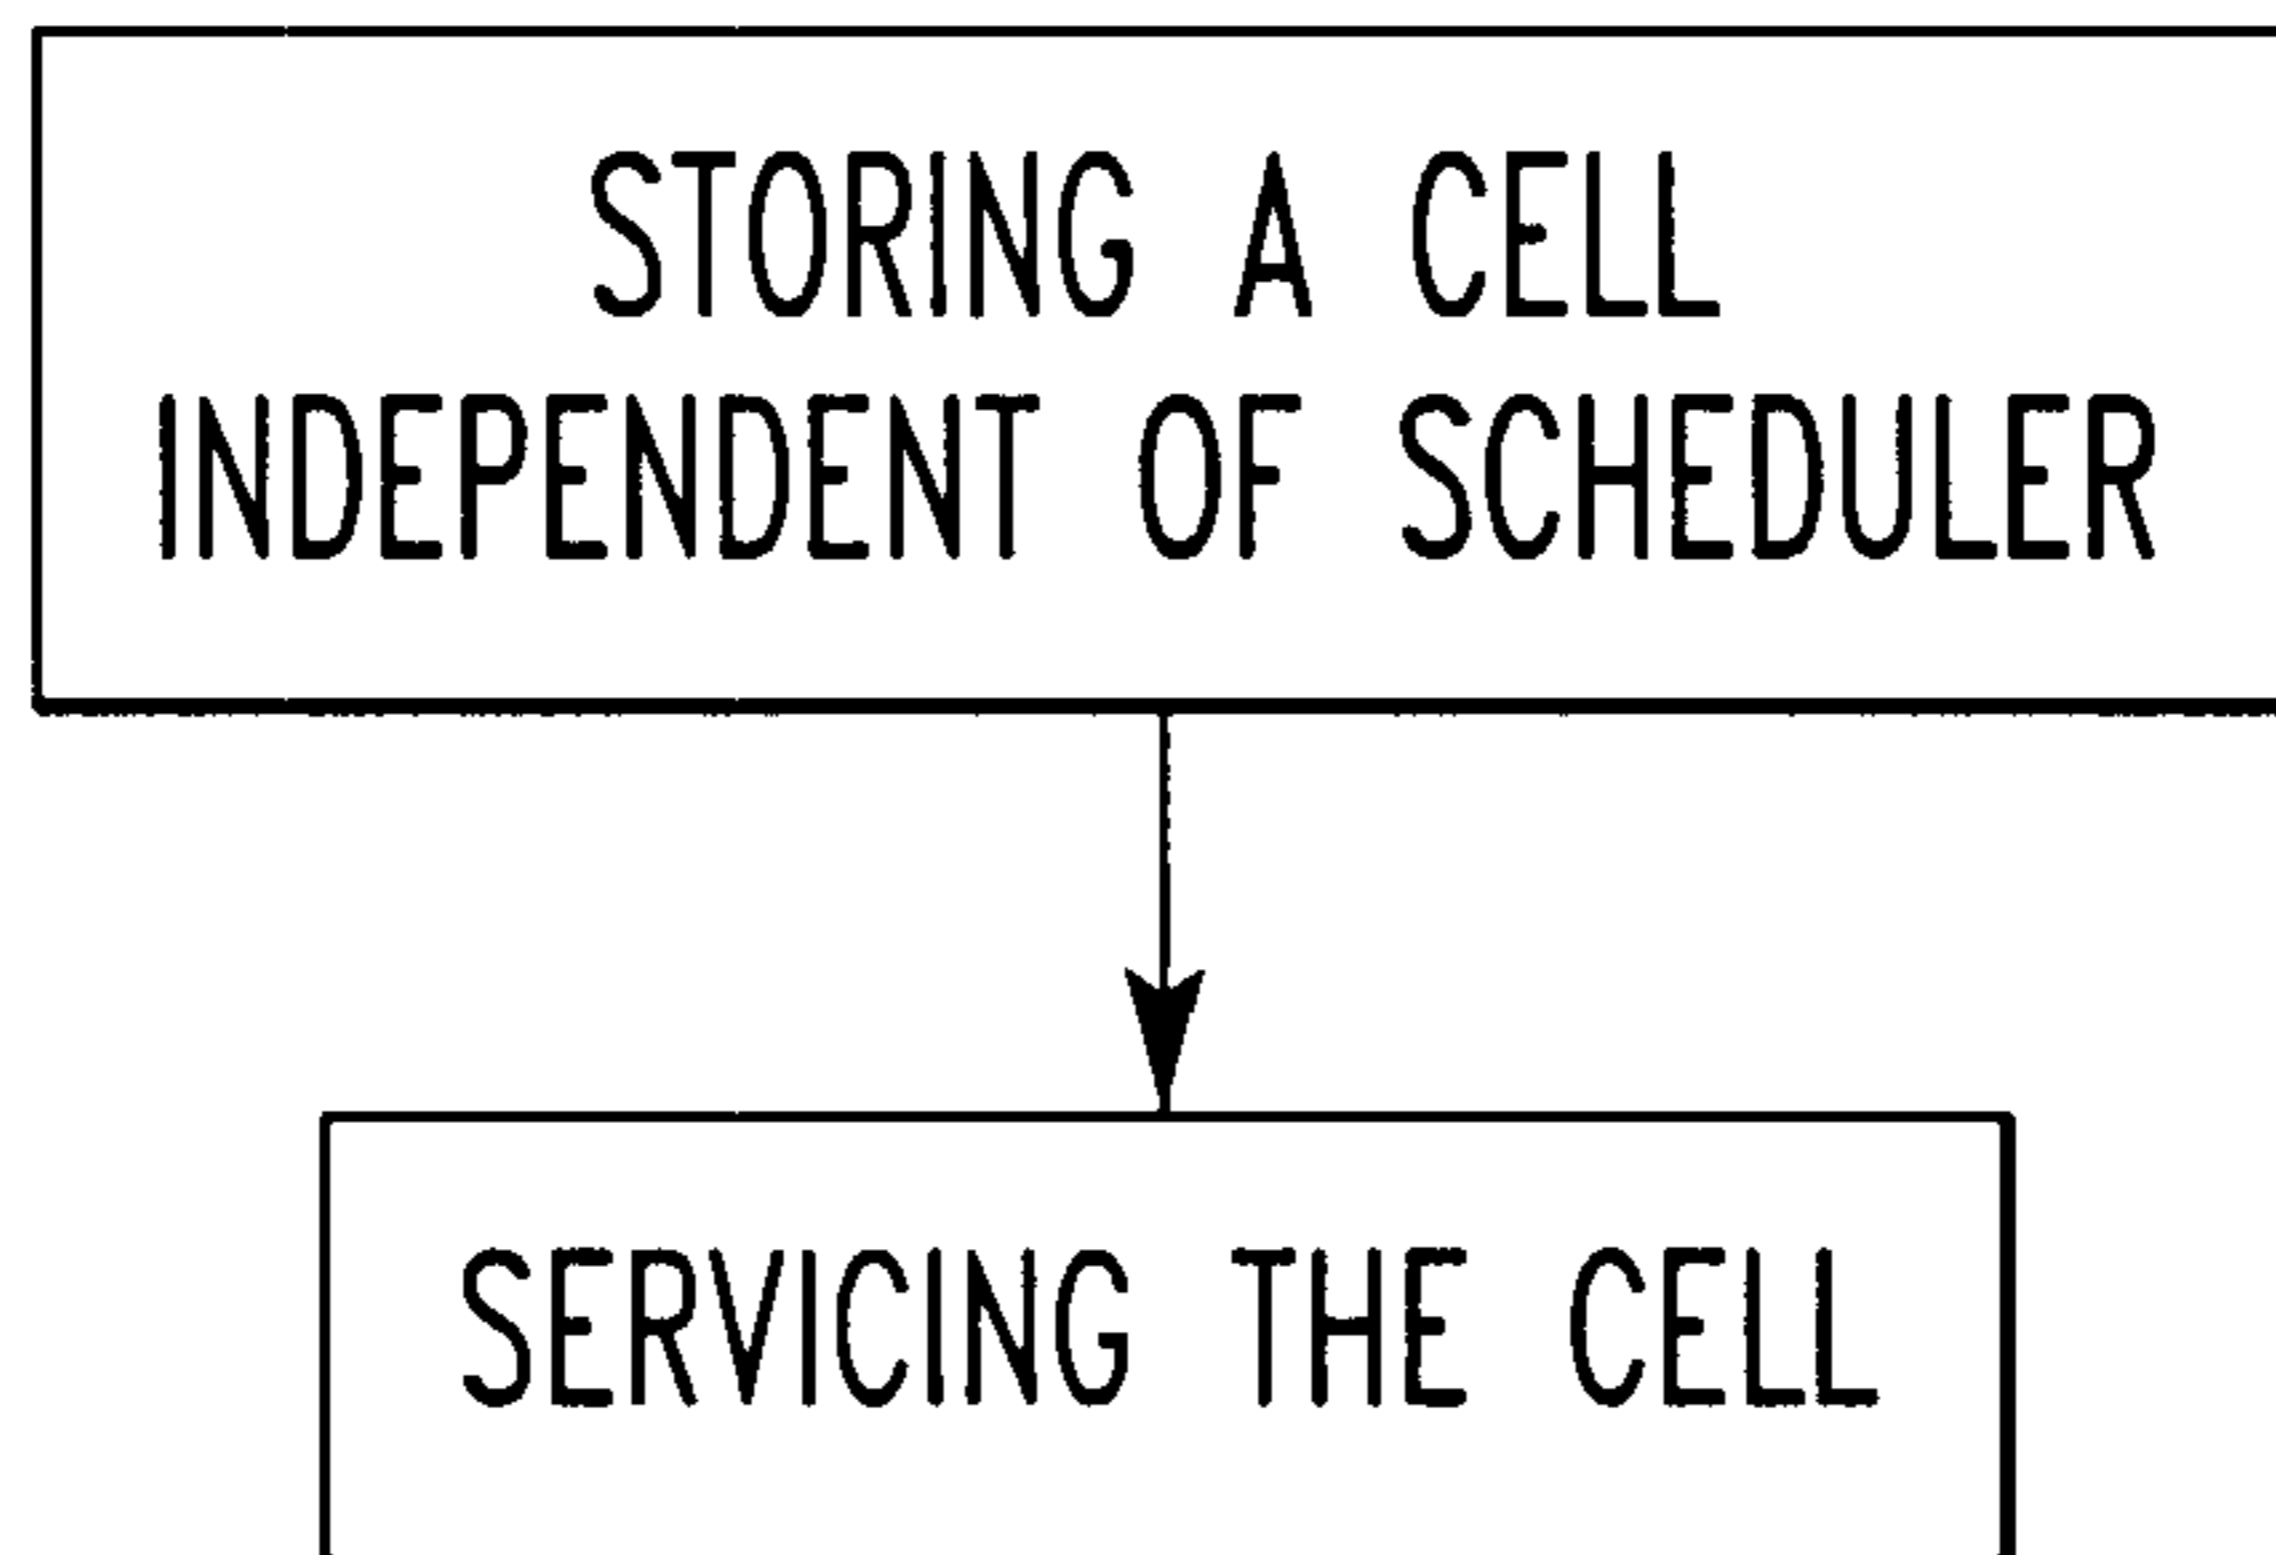 STORING A CELL
INDEPENDENT OF SCHEDULER
SERVICING THE CELL